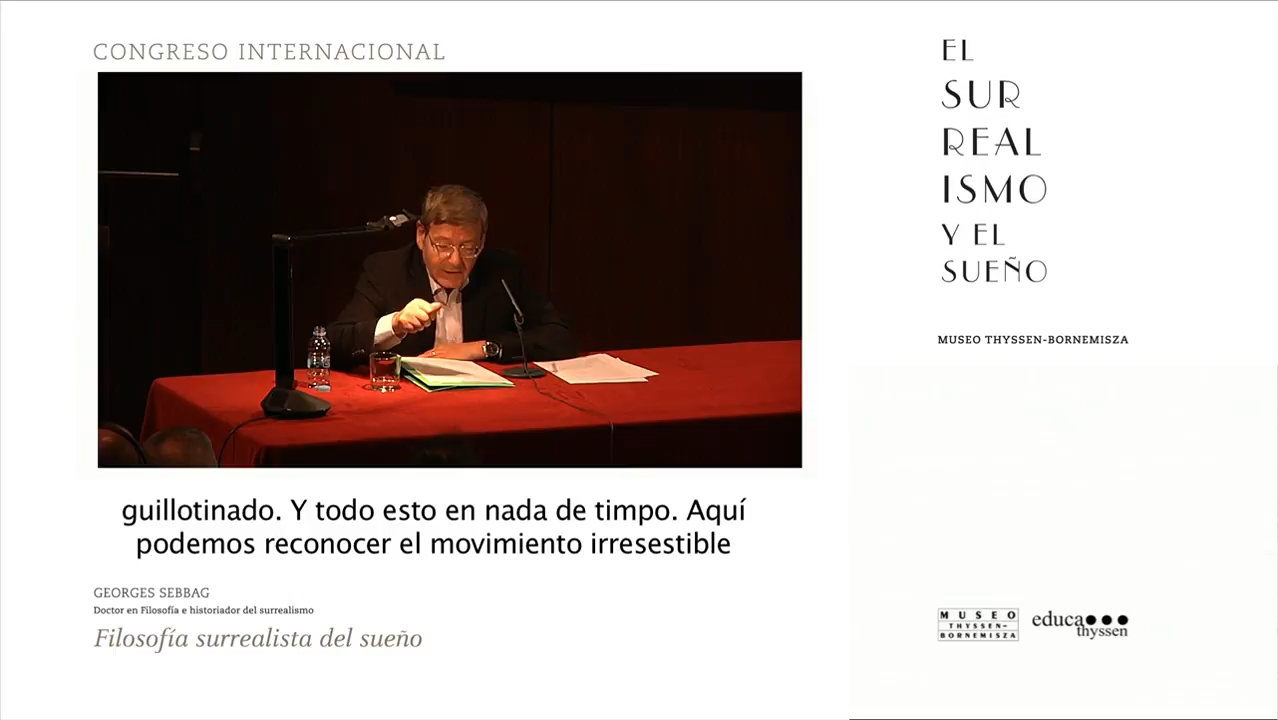 CONGRESO INTERNACIONAL
EL
SUR
REAL
ISMO
Y EL
SUEÑO
MUSEO THYSSEN-BORNEMISZA
guillotinado. Y todo esto en nada de timpo. Aquí
podemos reconocer el movimiento irresestible
GEORGES SEBBAG
Doctor en Filosofía e historiador del surrealismo
Filosofía surrealista del sueño
MUSEO
THYSSEN-
BORNEMISZA
educa
thyssen